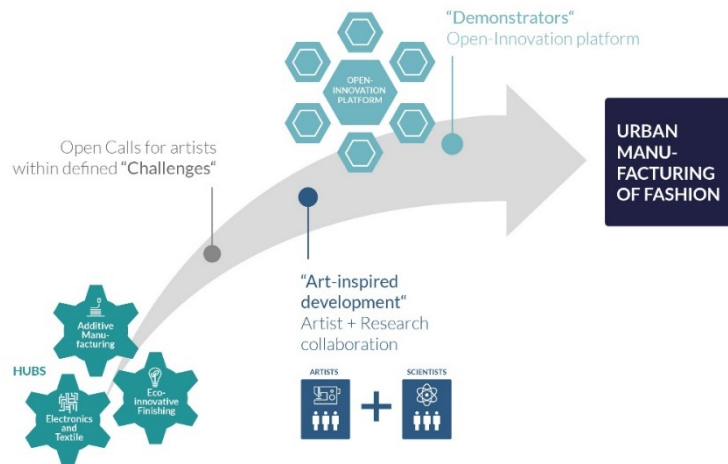 "Demonstrators"
Open-Innovation platform
OPEN-
INNOVATION
PLATFORM
URBAN
MANU-
FACTURING
OF FASHION
Open Calls for artists
within defined "Challenges"
"Art-inspired
development"
Artist + Research
collaboration
HUBS
Additive
Manu-
facturing
Eco-
innovative
Finishing
Electronics
and
Textile
ARTISTS
+
SCIENTISTS